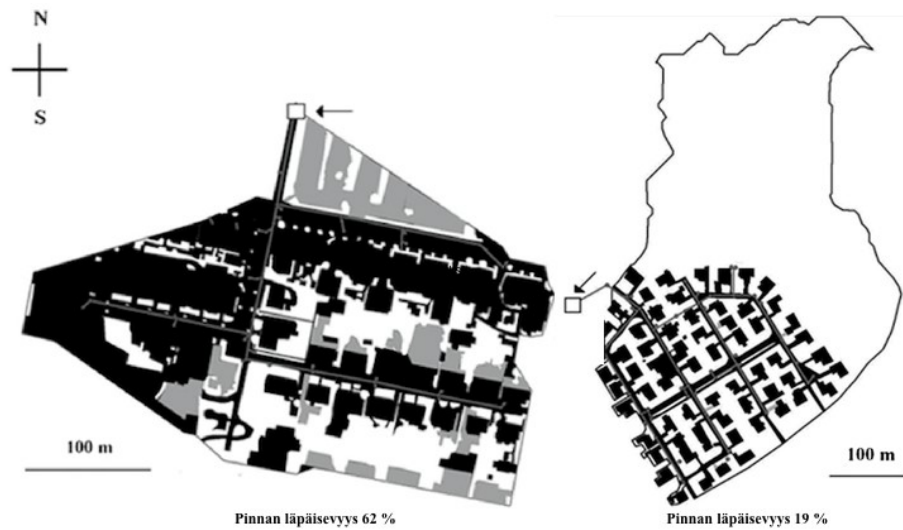 N
S
100 m
100 m
Pinnan läpäisevyys 62 %
Pinnan läpäisevyys 19 %